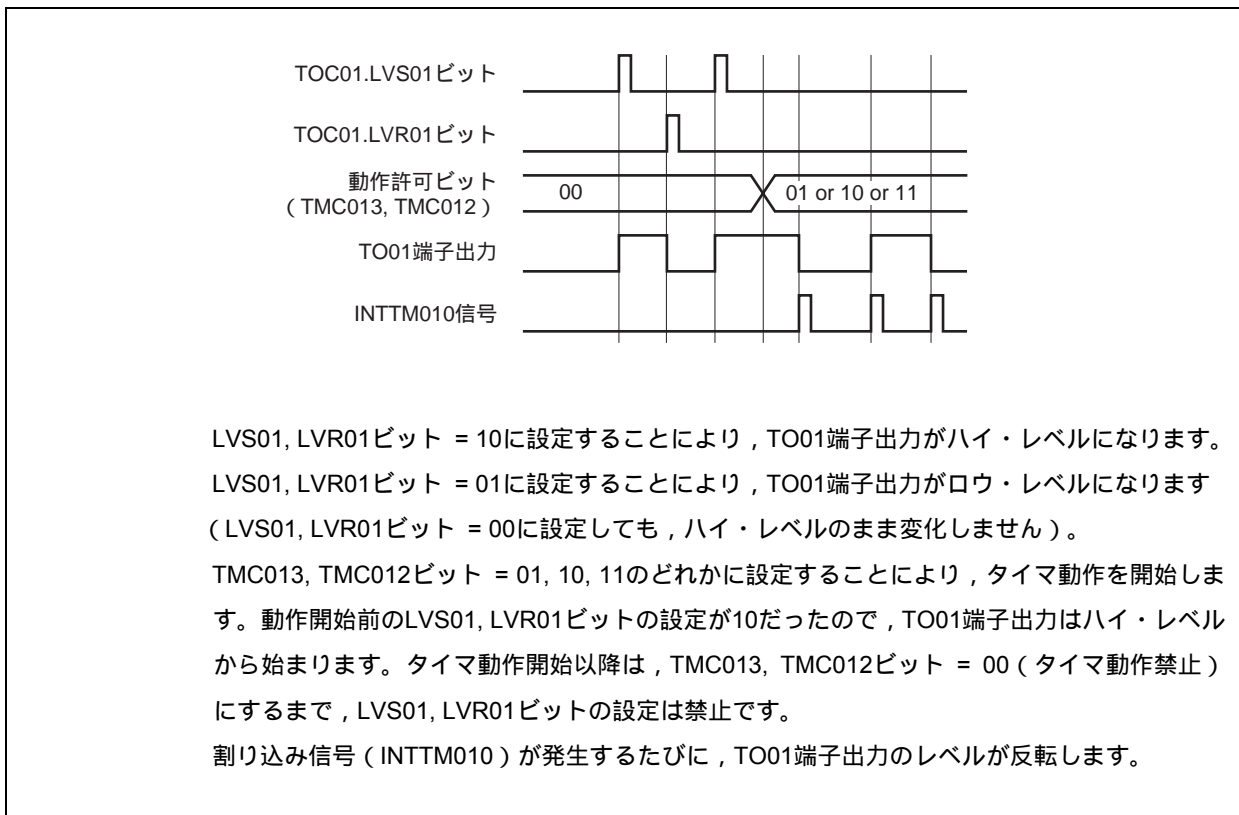 TOC01.LVS01ビット
TOC01.LVR01ビット
動作許可ビット
（TMC013, TMC012）
00
01 or 10 or 11
TO01端子出力
INTTM010信号
LVS01, LVR01ビット = 10に設定することにより，TO01端子出力がハイ・レベルになります。
LVS01, LVR01ビット = 01に設定することにより，TO01端子出力がロウ・レベルになります
（LVS01, LVR01ビット = 00に設定しても，ハイ・レベルのまま変化しません）。
TMC013, TMC012ビット = 01, 10, 11のどれかに設定することにより，タイマ動作を開始しま
す。動作開始前のLVS01, LVR01ビットの設定が10だったので，TO01端子出力はハイ・レベル
から始まります。タイマ動作開始以降は，TMC013, TMC012ビット = 00（タイマ動作禁止）
にするまで，LVS01, LVR01ビットの設定は禁止です。
割り込み信号（INTTM010）が発生するたびに，TO01端子出力のレベルが反転します。